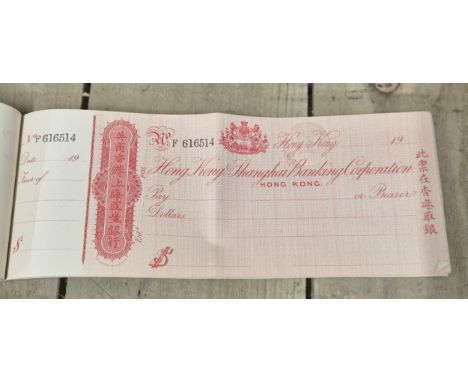 Nº F 616514
Date 19
Favor of
$
英商香港上海匯豐銀行
Nº F 616514
Hong Kong 19
Hong Kong & Shanghai Banking Corporation
HONG KONG.
Pay or Bearer
Dollars
$
此票在香港取銀